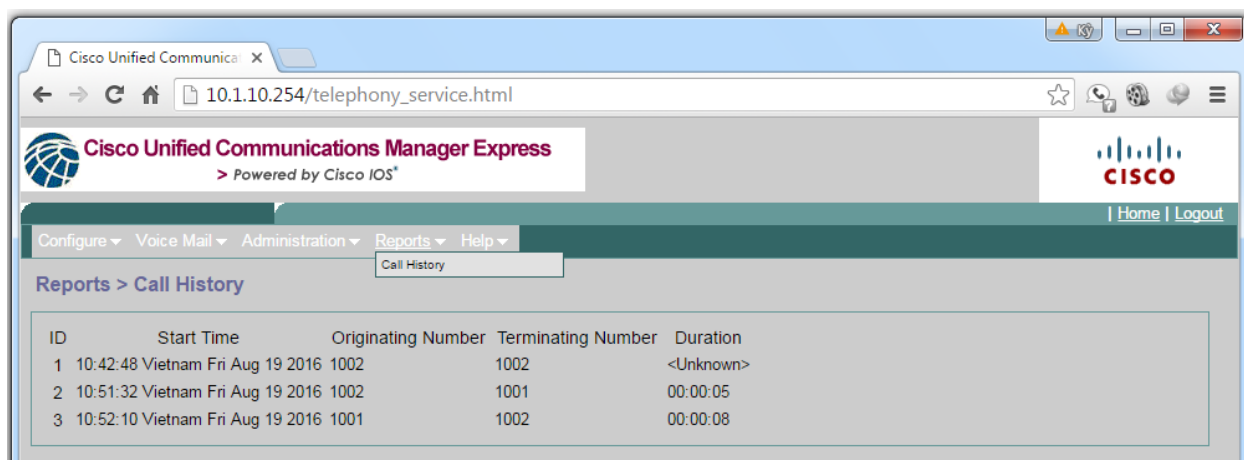 Kỳ
Cisco Unified Communica
10.1.10.254/telephony_service.html
Cisco Unified Communications Manager Express
> Powered by Cisco IOS®
CISCO
| Home | Logout
Configure Voice Mail Administration Reports Help
Call History
Reports > Call History
ID Start Time Originating Number Terminating Number Duration
1 10:42:48 Vietnam Fri Aug 19 2016 1002 1002 <Unknown>
2 10:51:32 Vietnam Fri Aug 19 2016 1002 1001 00:00:05
3 10:52:10 Vietnam Fri Aug 19 2016 1001 1002 00:00:08